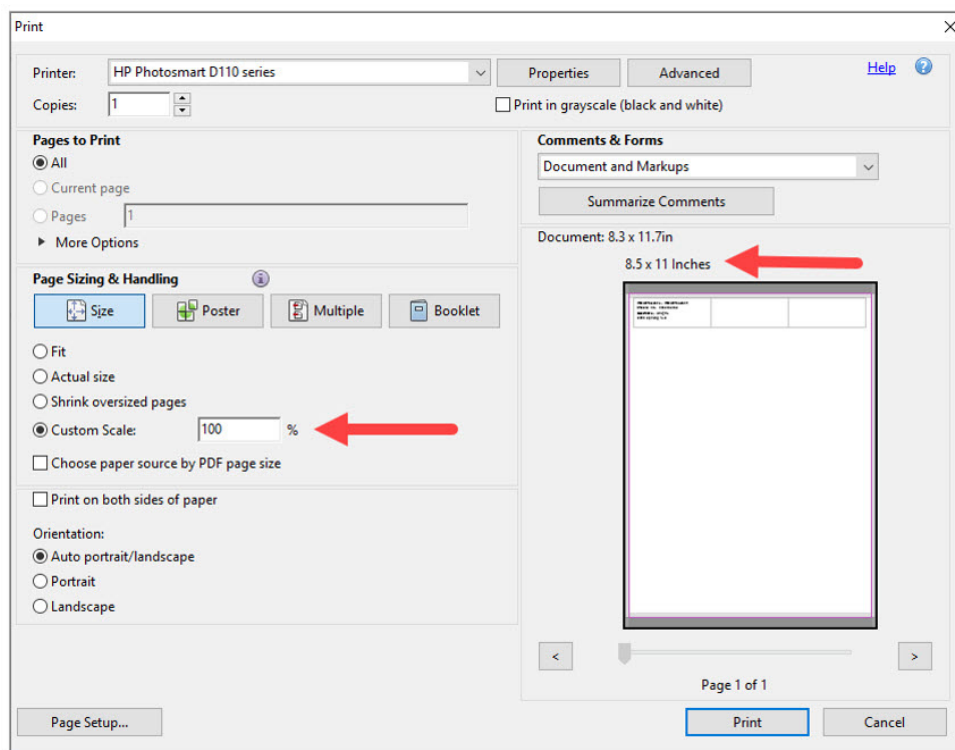 Print
Printer: HP Photosmart D110 series Properties Advanced Help
Copies: 1 Print in grayscale (black and white)
Pages to Print
All
Current page
Pages 1
More Options
Comments & Forms
Document and Markups
Summarize Comments
Document: 8.3 x 11.7in
8.5 x 11 Inches
Page Sizing & Handling
Size Poster Multiple Booklet
Fit
Actual size
Shrink oversized pages
Custom Scale: 100 %
Choose paper source by PDF page size
Print on both sides of paper
Orientation:
Auto portrait/landscape
Portrait
Landscape
< >
Page 1 of 1
Page Setup... Print Cancel